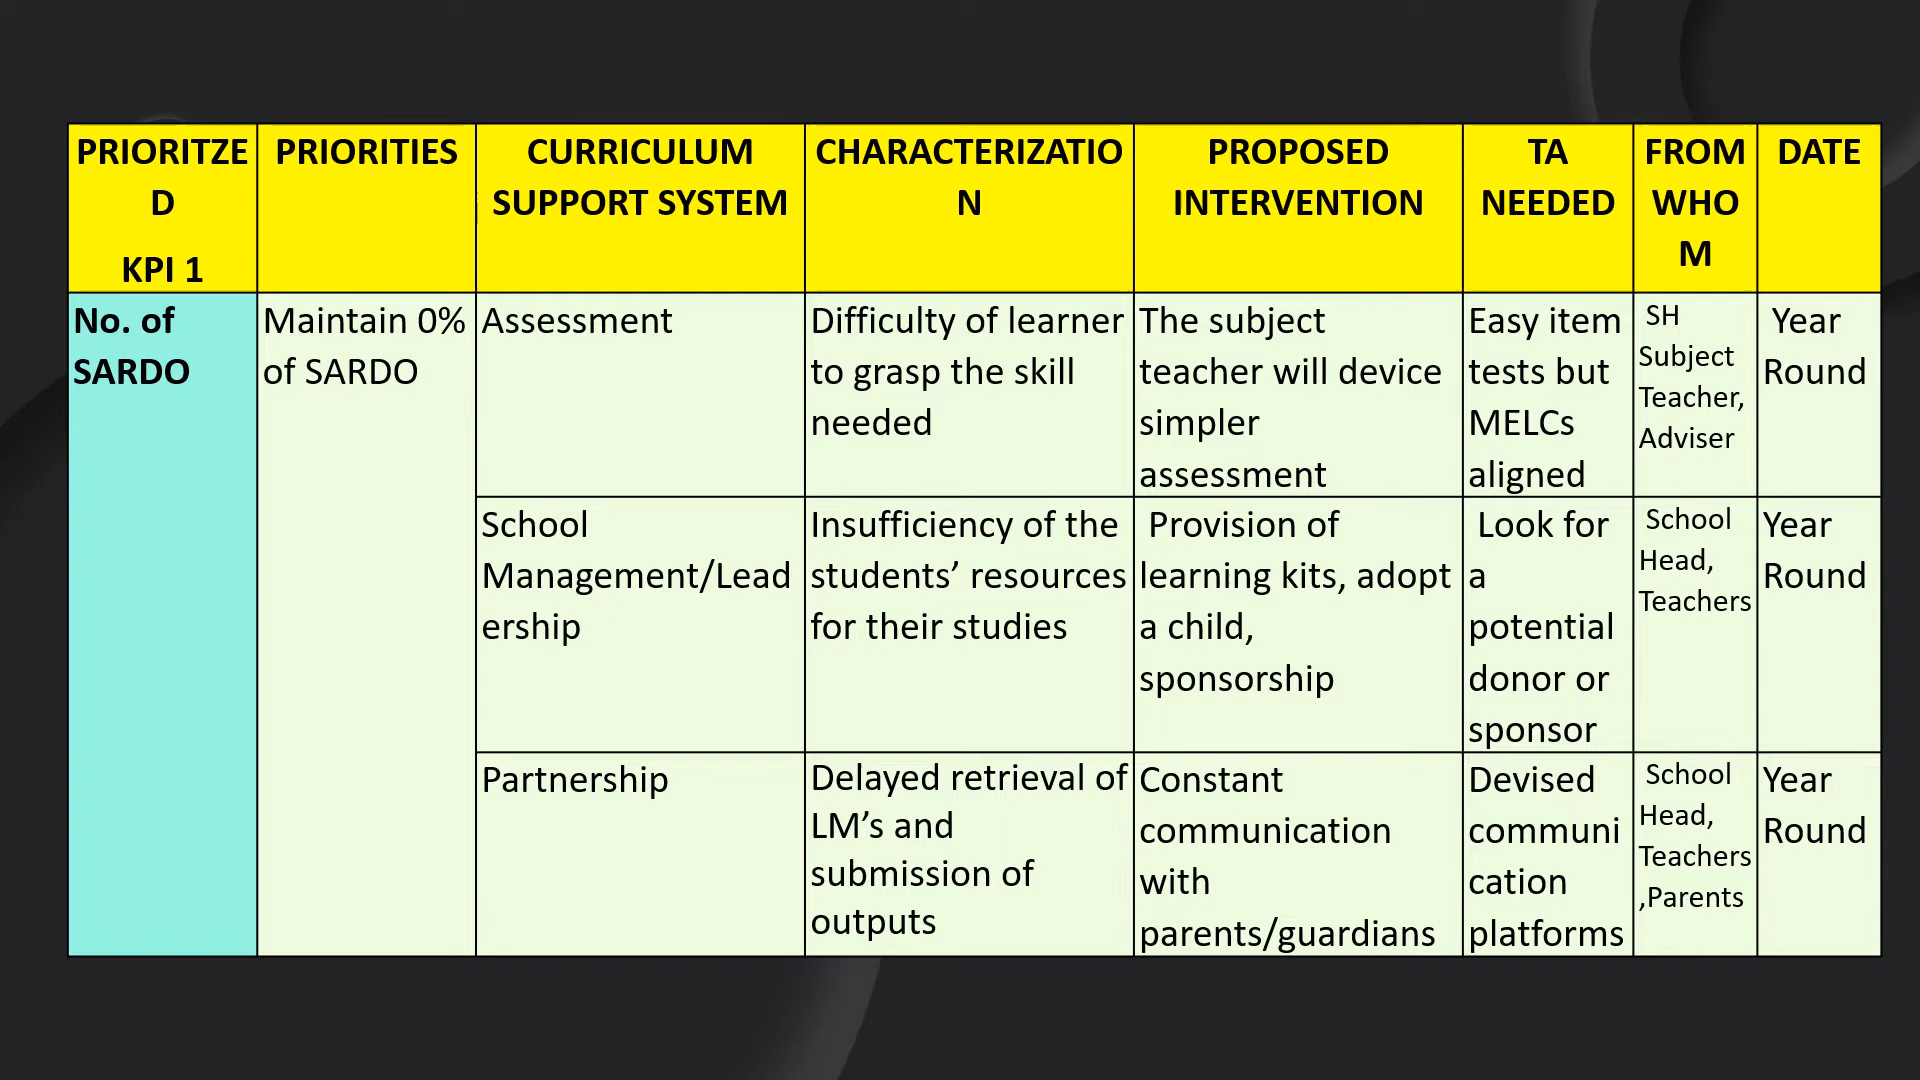 PRIORITZE
D
KPI 1
PRIORITIES
CURRICULUM
SUPPORT SYSTEM
CHARACTERIZATIO
N
PROPOSED
INTERVENTION
TA
NEEDED
FROM
WHO
M
DATE
No. of
SARDO
Maintain 0%
of SARDO
Assessment
Difficulty of learner
to grasp the skill
needed
The subject
teacher will device
simpler
assessment
Easy item
tests but
MELCs
aligned
SH
Subject
Teacher,
Adviser
Year
Round
School
Management/Lead
ership
Insufficiency of the
students’ resources
for their studies
Provision of
learning kits, adopt
a child,
sponsorship
Look for
a
potential
donor or
sponsor
School
Head,
Teachers
Year
Round
Partnership
Delayed retrieval of
LM’s and
submission of
outputs
Constant
communication
with
parents/guardians
Devised
communi
cation
platforms
School
Head,
Teachers
,Parents
Year
Round